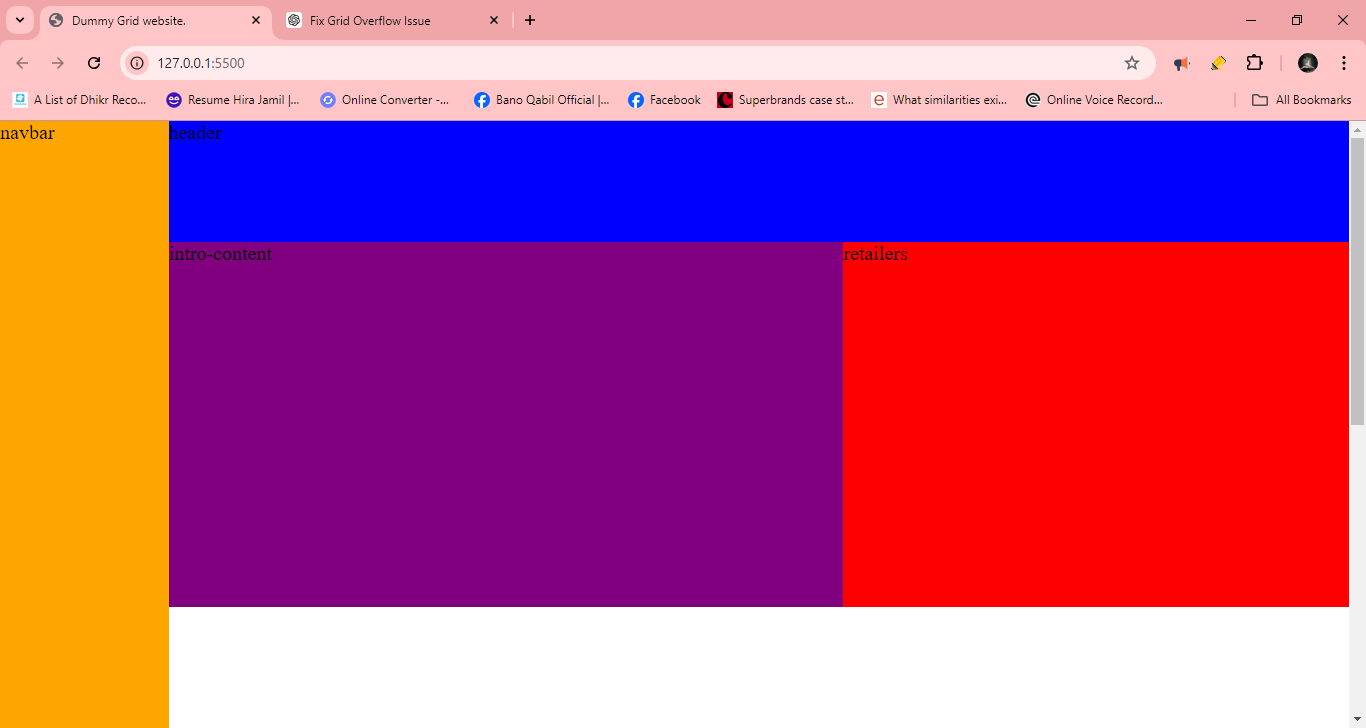 Dummy Grid website.
Fix Grid Overflow Issue
127.0.0.1:5500
A List of Dhikr Reco...
Resume Hira Jamil |...
Online Converter -...
Bano Qabil Official |...
Facebook
Superbrands case st...
What similarities exi...
Online Voice Record...
All Bookmarks
navbar
header
intro-content
retailers